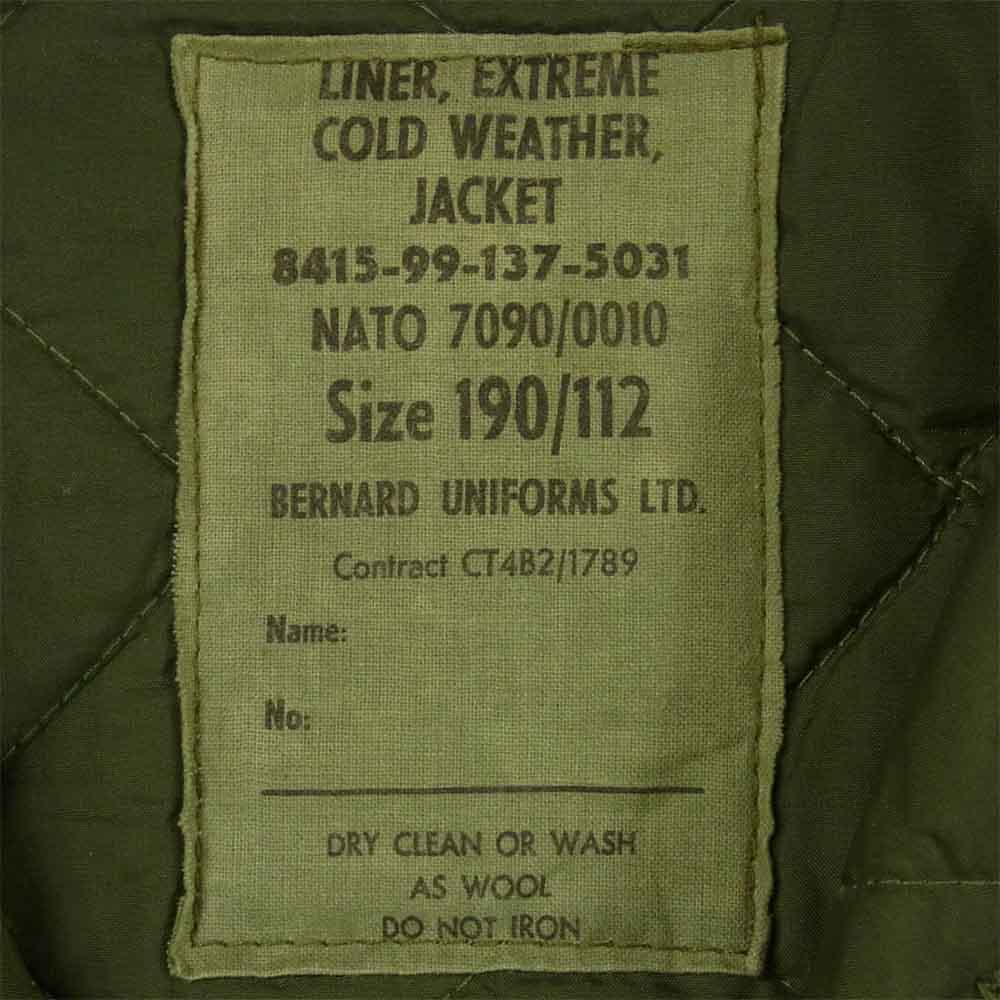 LINER, EXTREME
COLD WEATHER,
JACKET
8415-99-137-5031
NATO 7090/0010
Size 190/112
BERNARD UNIFORMS LTD.
Contract CT4B2/1789
Name:
No:
DRY CLEAN OR WASH
AS WOOL
DO NOT IRON